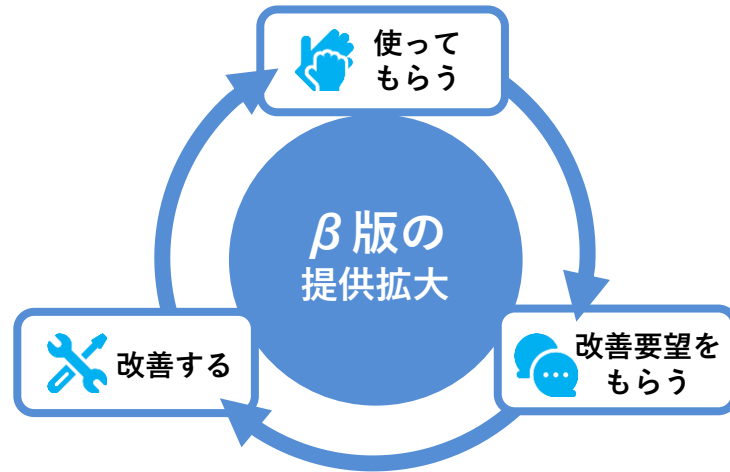 使って
もらう
β版の
提供拡大
改善要望を
もらう
改善する